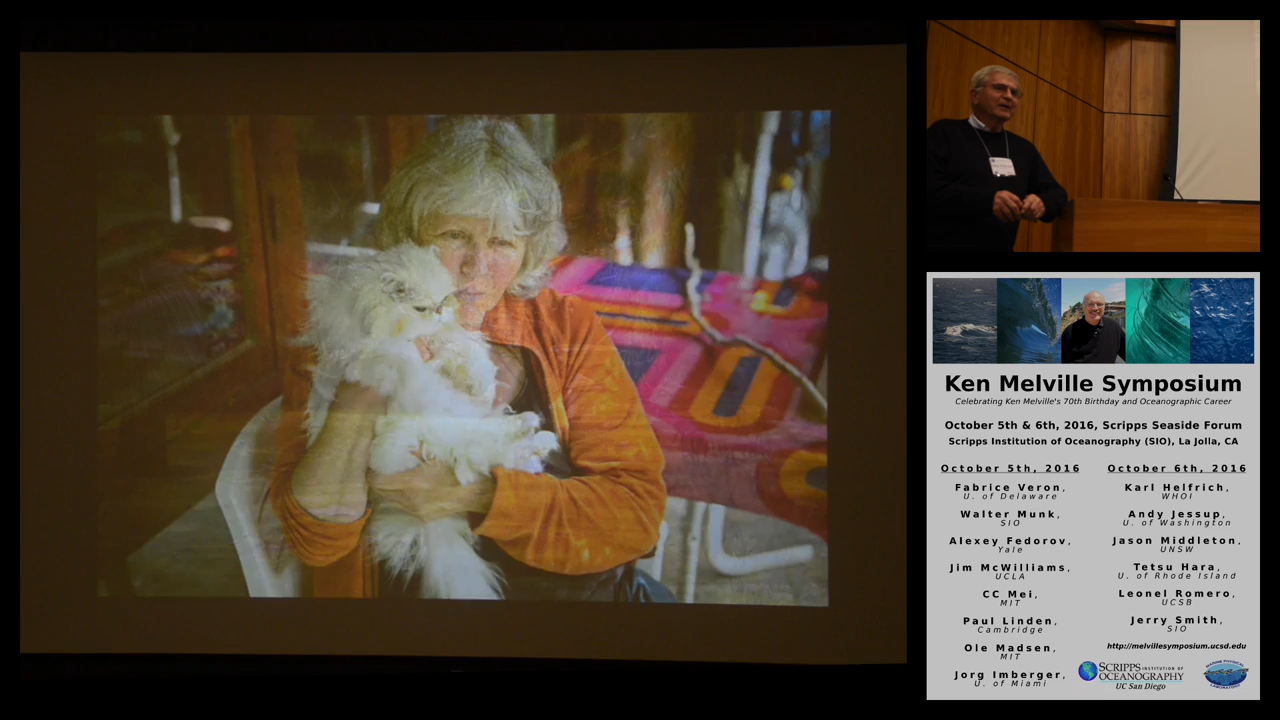 Ken Melville Symposium
Celebrating Ken Melville's 70th Birthday and Oceanographic Career
October 5th & 6th, 2016, Scripps Seaside Forum
Scripps Institution of Oceanography (SIO), La Jolla, CA
October 5th, 2016
Fabrice Veron,
U. of Delaware
Walter Munk,
SIO
Alexey Fedorov,
Yale
Jim McWilliams,
UCLA
CC Mei,
MIT
Paul Linden,
Cambridge
Ole Madsen,
MIT
Jorg Imberger,
U. of Miami
October 6th, 2016
Karl Helfrich,
WHOI
Andy Jessup,
U. of Washington
Jason Middleton,
UNSW
Tetsu Hara,
U. of Rhode Island
Leonel Romero,
UCSB
Jerry Smith,
SIO
http://melvillesymposium.ucsd.edu
SCRIPPS INSTITUTION OF
OCEANOGRAPHY
UC San Diego
MARINE PHYSICAL
LABORATORY